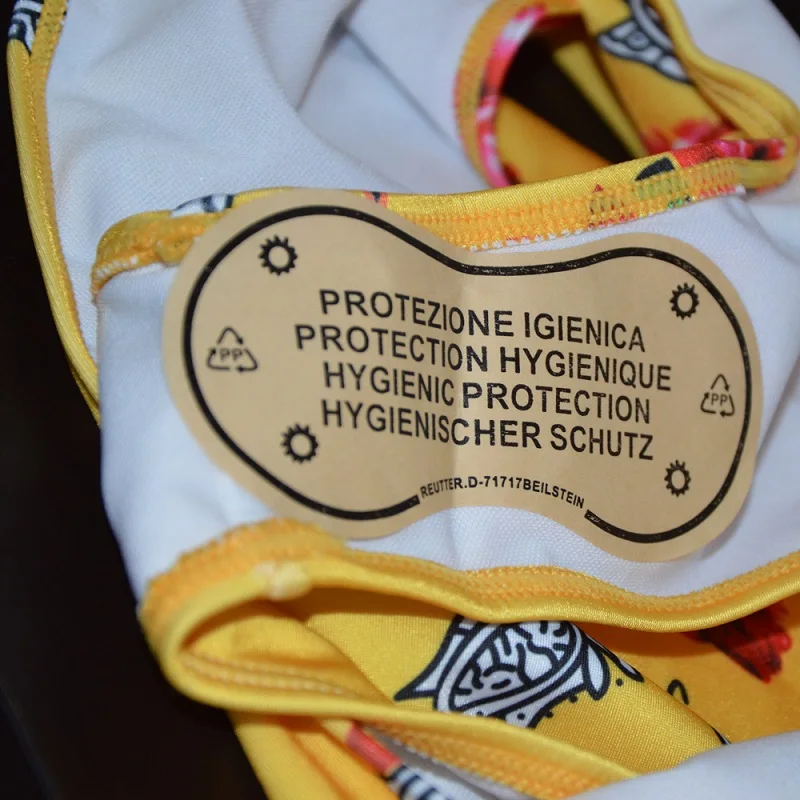 PROTEZIONE IGIENICA
PROTECTION HYGIENIQUE
HYGIENIC PROTECTION
HYGIENISCHER SCHUTZ
PP
PP
REUTTER.D-71717BEILSTEIN